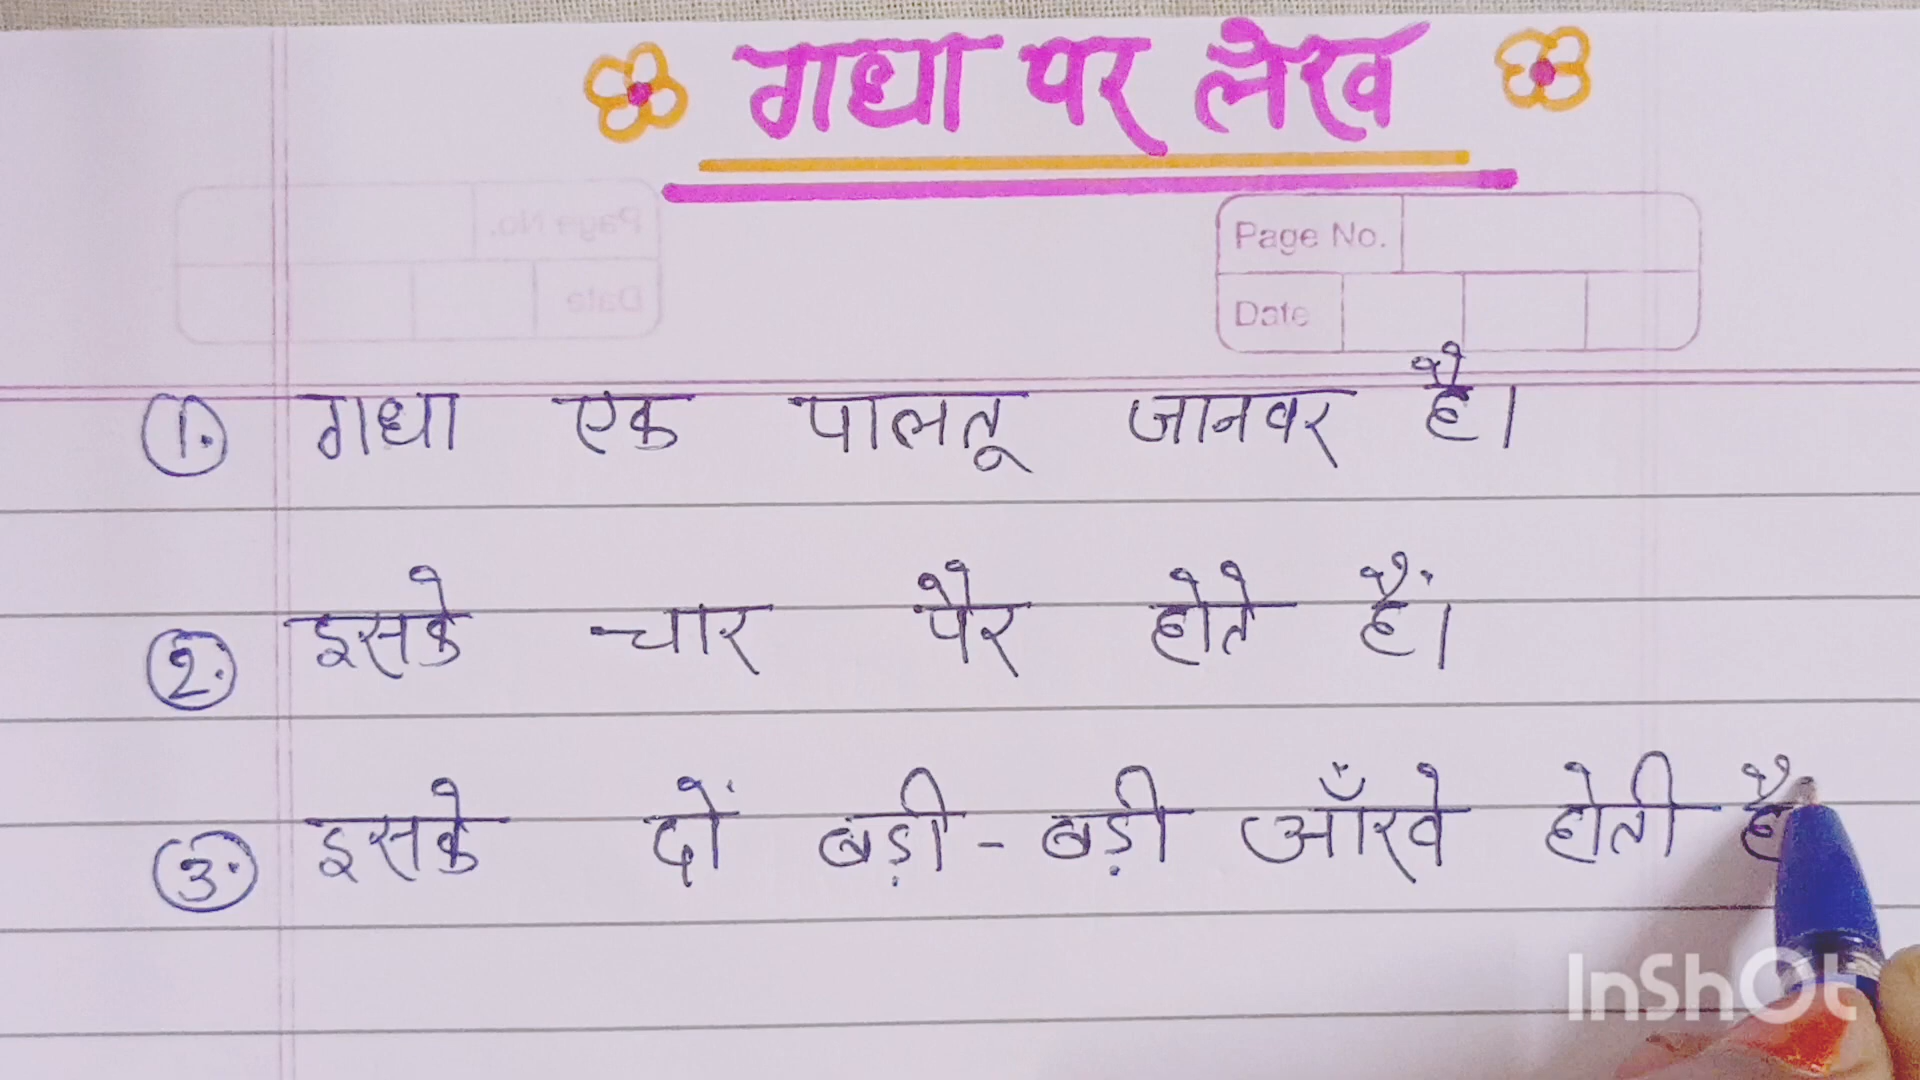 गधा पर लेख
Page No.
Date
1. गधा एक पालतू जानवर है।
2. इसके चार पैर होते हैं।
3. इसके दों बड़ी-बड़ी आँखे होती है
InShOt